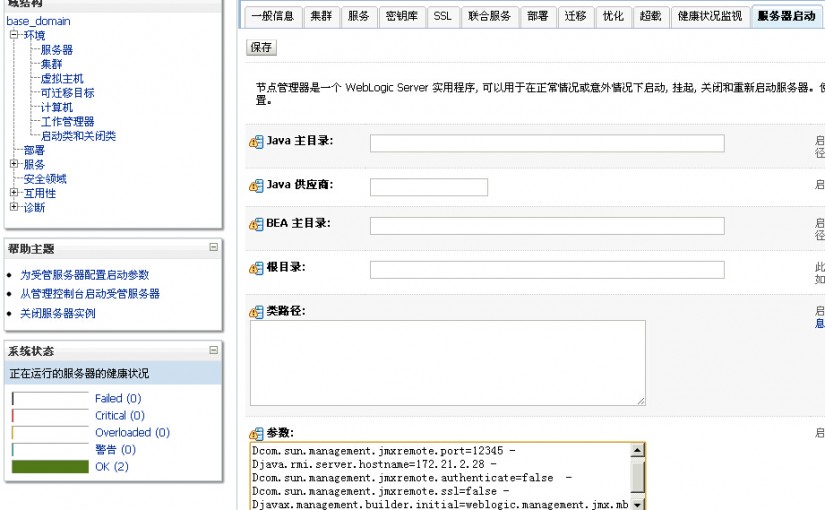 域结构
base_domain
环境
服务器
集群
虚拟主机
可迁移目标
计算机
工作管理器
启动类和关闭类
部署
服务
安全领域
互用性
诊断
帮助主题
为受管服务器配置启动参数
从管理控制台启动受管服务器
关闭服务器实例
系统状态
正在运行的服务器的健康状况
Failed (0)
Critical (0)
Overloaded (0)
警告 (0)
OK (2)
一般信息 集群 服务 密钥库 SSL 联合服务 部署 迁移 优化 超载 健康状况监视 服务器启动
保存
节点管理器是一个 WebLogic Server 实用程序, 可以用于在正常情况或意外情况下启动, 挂起, 关闭和重新启动服务器。使
置。
Java 主目录: 启
径
Java 供应商: 启
BEA 主目录: 启
径
根目录: 此
如
类路径: 启
息
参数: 启
Dcom.sun.management.jmxremote.port=12345 -
Djava.rmi.server.hostname=172.21.2.28 -
Dcom.sun.management.jmxremote.authenticate=false -
Dcom.sun.management.jmxremote.ssl=false -
Djavax.management.builder.initial=weblogic.management.jmx.mb